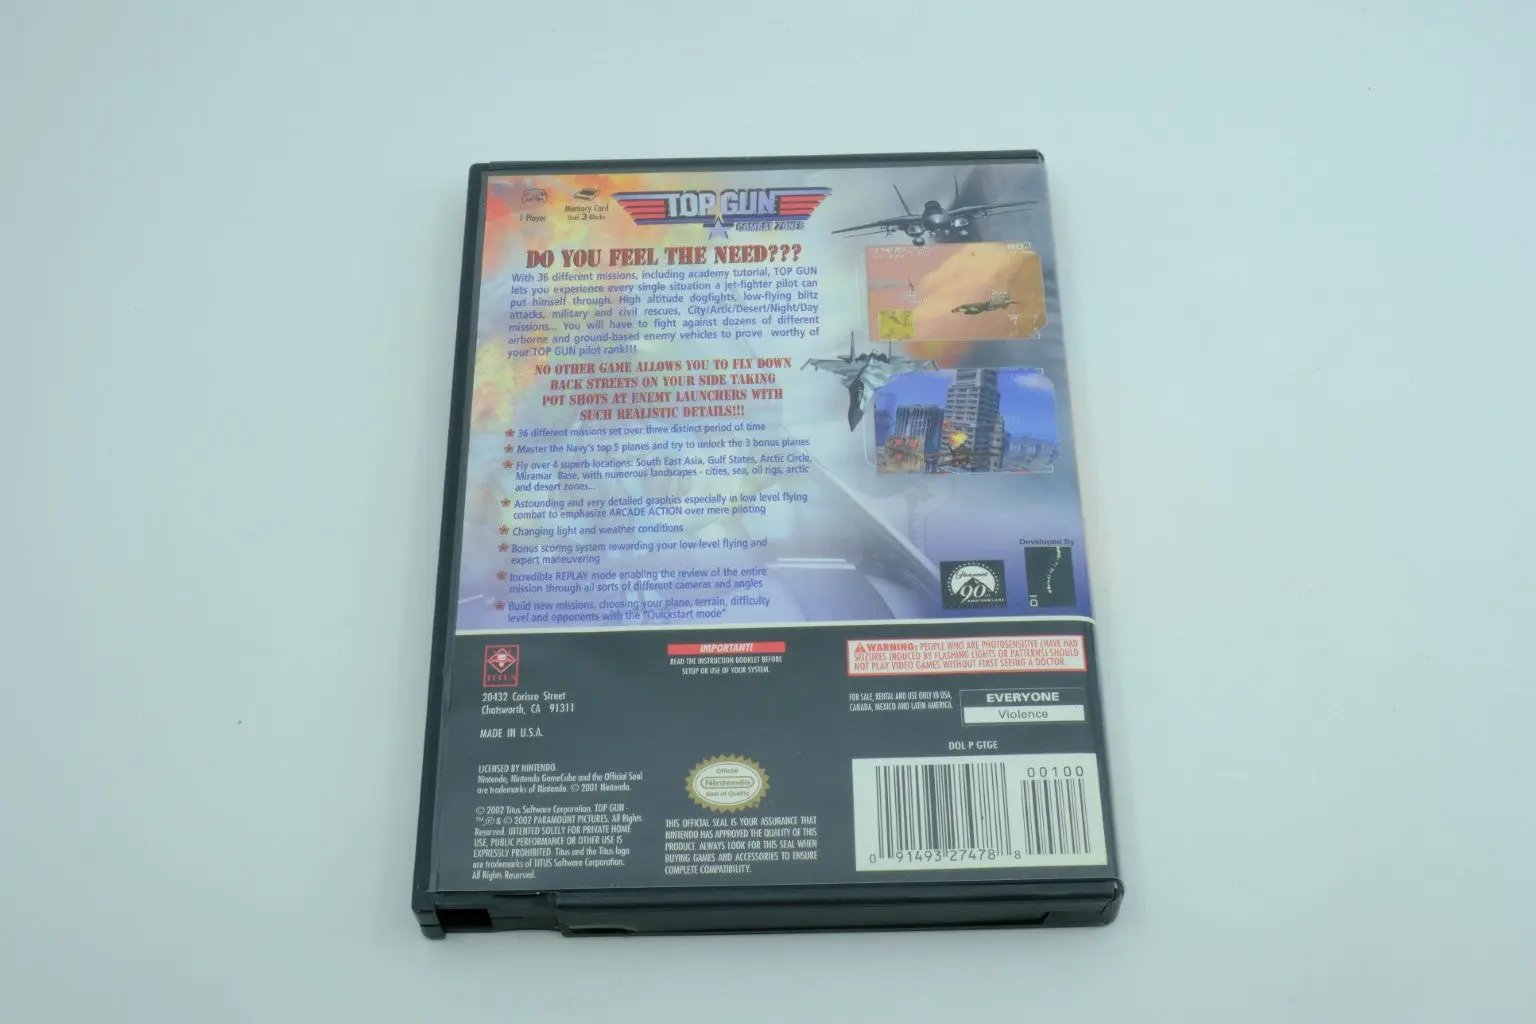 1 Player
Memory Card
Uses 3 Blocks
TOP GUN
COMBAT ZONES
DO YOU FEEL THE NEED???
With 36 different missions, including academy tutorial, TOP GUN
lets you experience every single situation a jet-fighter pilot can
put himself through. High altitude dogfights, low-flying blitz
attacks, military and civil rescues, City/Artic/Desert/Night/Day
missions... You will have to fight against dozens of different
airborne and ground-based enemy vehicles to prove worthy of
your TOP GUN pilot rank!!!
NO OTHER GAME ALLOWS YOU TO FLY DOWN
BACK STREETS ON YOUR SIDE TAKING
POT SHOTS AT ENEMY LAUNCHERS WITH
SUCH REALISTIC DETAILS!!!
36 different missions set over three distinct period of time
Master the Navy's top 5 planes and try to unlock the 3 bonus planes
Fly over 4 superb locations: South East Asia, Gulf States, Arctic Circle,
Miramar Base, with numerous landscapes - cities, sea, oil rigs, arctic
and desert zones...
Astounding and very detailed graphics especially in low level flying
combat to emphasize ARCADE ACTION over mere piloting
Changing light and weather conditions
Bonus scoring system rewarding your low level flying and
expert maneuvering
Incredible REPLAY mode enabling the review of the entire
mission through all sorts of different cameras and angles
Build new missions, choosing your plane, terrain, difficulty
level and opponents with the "Quickstart mode"
Paramount
90TH
ANNIVERSARY
Developed By
TITUS
20432 Corisco Street
Chatsworth, CA 91311
MADE IN U.S.A.
LICENSED BY NINTENDO.
Nintendo, Nintendo GameCube and the Official Seal
are trademarks of Nintendo. © 2001 Nintendo.
© 2002 Titus Software Corporation. TOP GUN -
™,® & © 2002 PARAMOUNT PICTURES. All Rights
Reserved. INTENTED SOLELY FOR PRIVATE HOME
USE, PUBLIC PERFORMANCE OR OTHER USE IS
EXPRESSLY PROHIBITED. Titus and the Titus logo
are trademarks of TITUS Software Corporation.
All Rights Reserved.
IMPORTANT!
READ THE INSTRUCTION BOOKLET BEFORE
SETUP OR USE OF YOUR SYSTEM.
Official
Nintendo
Seal of Quality
THIS OFFICIAL SEAL IS YOUR ASSURANCE THAT
NINTENDO HAS APPROVED THE QUALITY OF THIS
PRODUCT. ALWAYS LOOK FOR THIS SEAL WHEN
BUYING GAMES AND ACCESSORIES TO ENSURE
COMPLETE COMPATIBILITY.
WARNING: PEOPLE WHO ARE PHOTOSENSITIVE (HAVE HAD
SEIZURES INDUCED BY FLASHING LIGHTS OR PATTERNS) SHOULD
NOT PLAY VIDEO GAMES WITHOUT FIRST SEEING A DOCTOR.
FOR SALE, RENTAL AND USE ONLY IN USA,
CANADA, MEXICO AND LATIN AMERICA.
EVERYONE
Violence
DOL P GTGE
00100
0 91493 27478 8